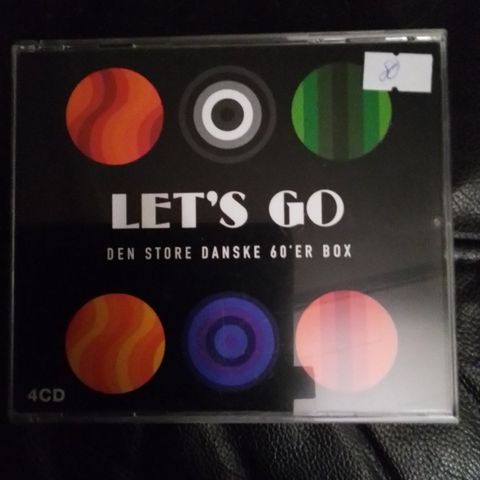 80
LET'S GO
DEN STORE DANSKE 60'ER BOX
4CD